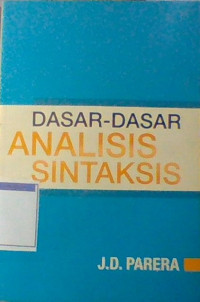 DASAR-DASAR
ANALISIS
SINTAKSIS
J.D. PARERA